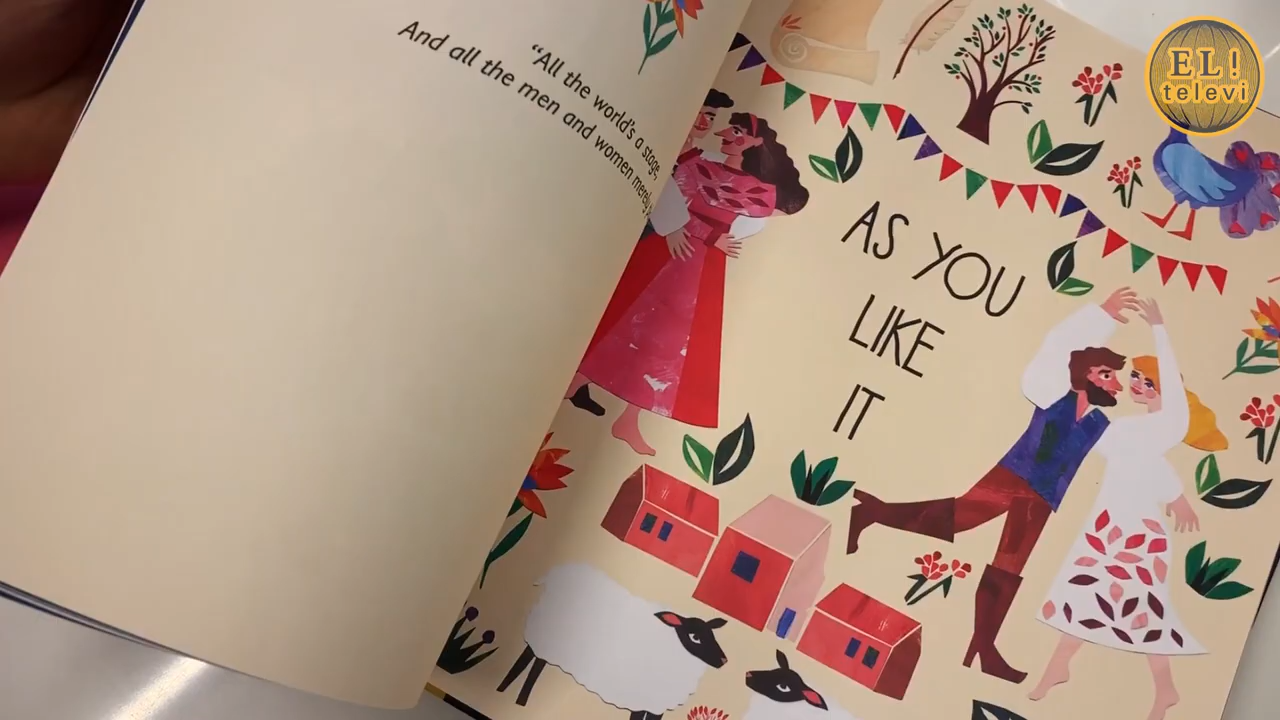 “All the world's a stage,
And all the men and women merely
AS YOU
LIKE
IT
EL!
televi